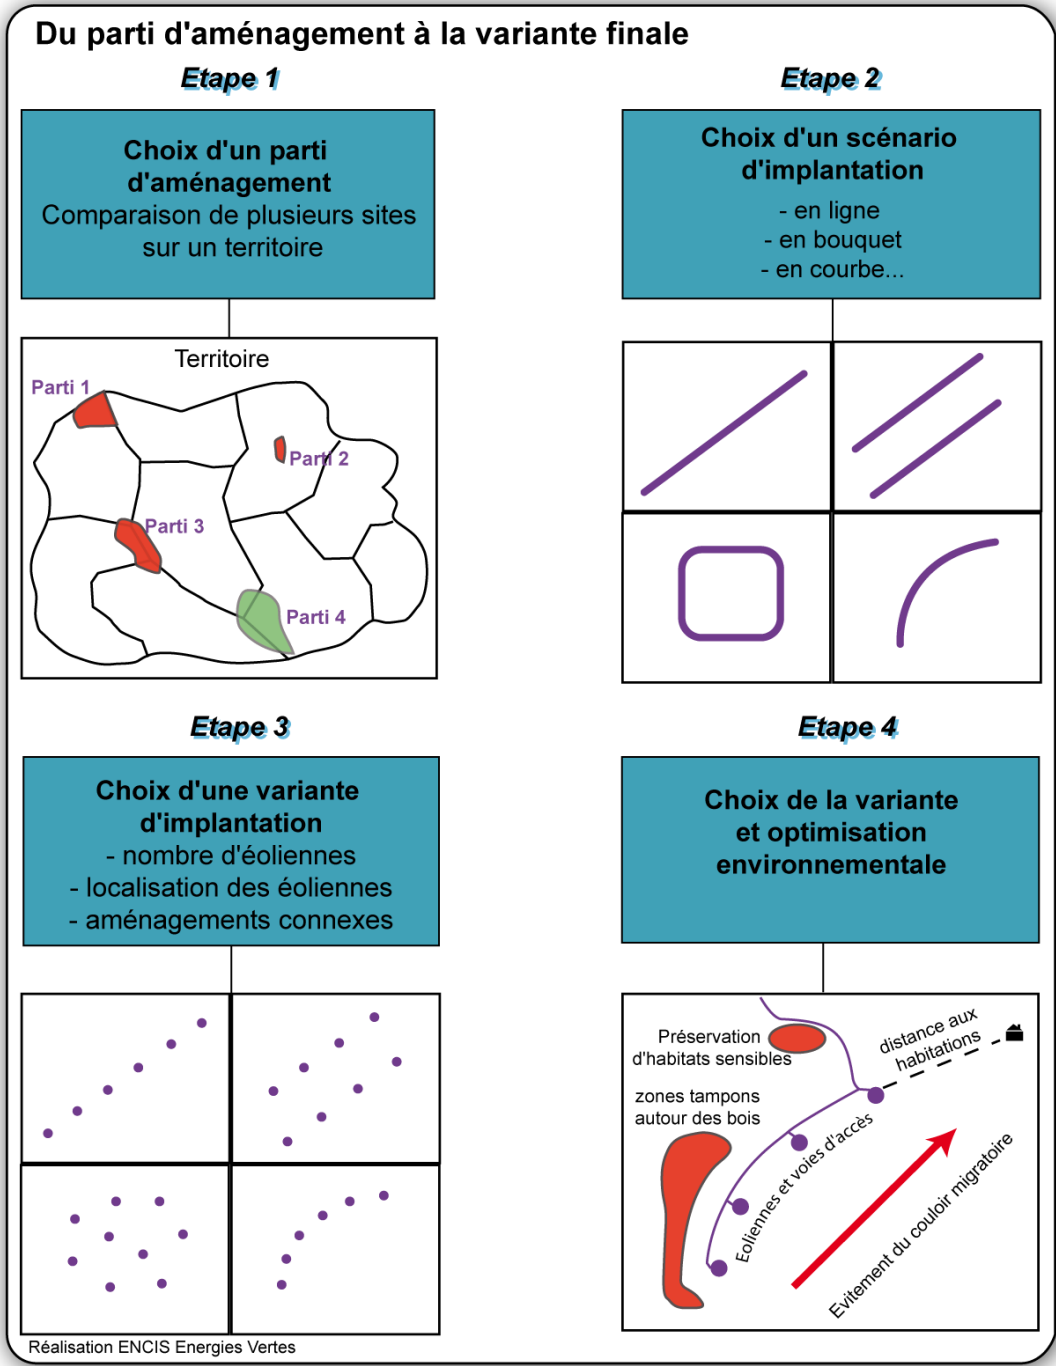 Du parti d'aménagement à la variante finale
Etape 1
Choix d'un parti
d'aménagement
Comparaison de plusieurs sites
sur un territoire
Territoire
Parti 1
Parti 2
Parti 3
Parti 4
Etape 2
Choix d'un scénario
d'implantation
- en ligne
- en bouquet
- en courbe...
Etape 3
Choix d'une variante
d'implantation
- nombre d'éoliennes
- localisation des éoliennes
- aménagements connexes
Etape 4
Choix de la variante
et optimisation
environnementale
Préservation
d'habitats sensibles
distance aux
habitations
zones tampons
autour des bois
Eoliennes et voies d'accès
Evitement du couloir migratoire
Réalisation ENCIS Energies Vertes